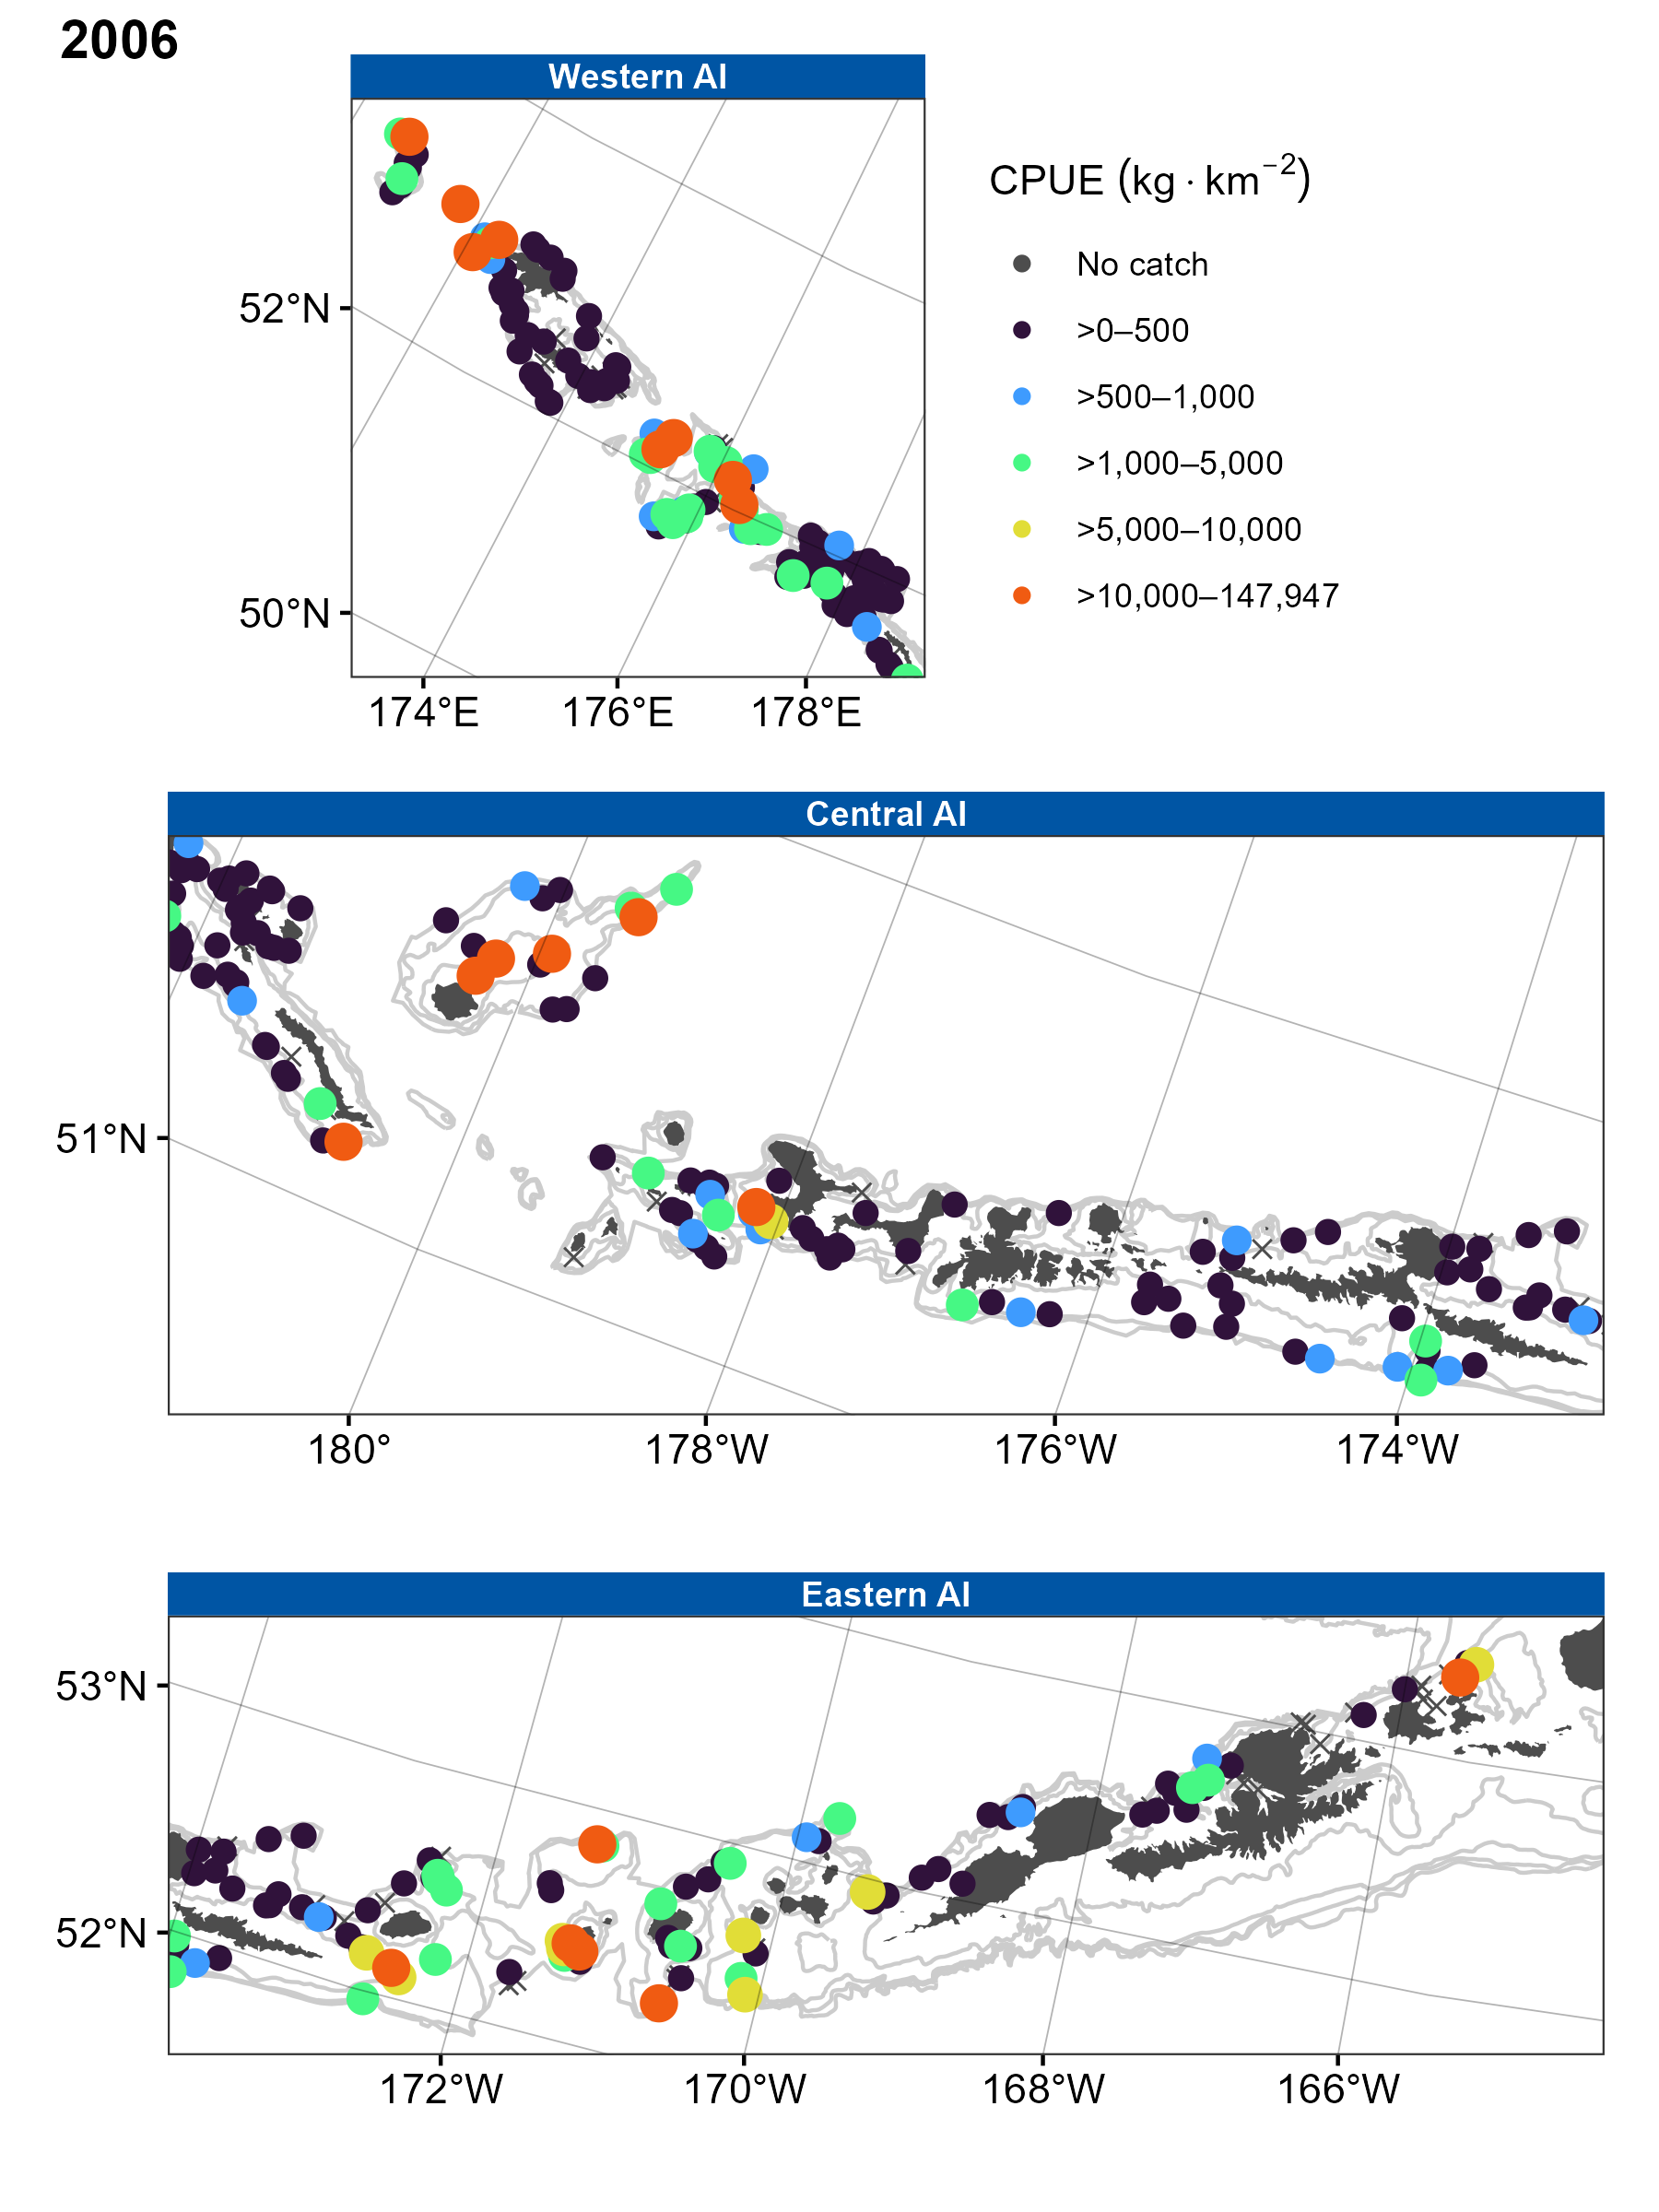 2006
Western AI
CPUE (kg · km⁻²)
No catch
>0–500
>500–1,000
>1,000–5,000
>5,000–10,000
>10,000–147,947
52°N
50°N
174°E 176°E 178°E
Central AI
51°N
180° 178°W 176°W 174°W
Eastern AI
53°N
52°N
172°W 170°W 168°W 166°W